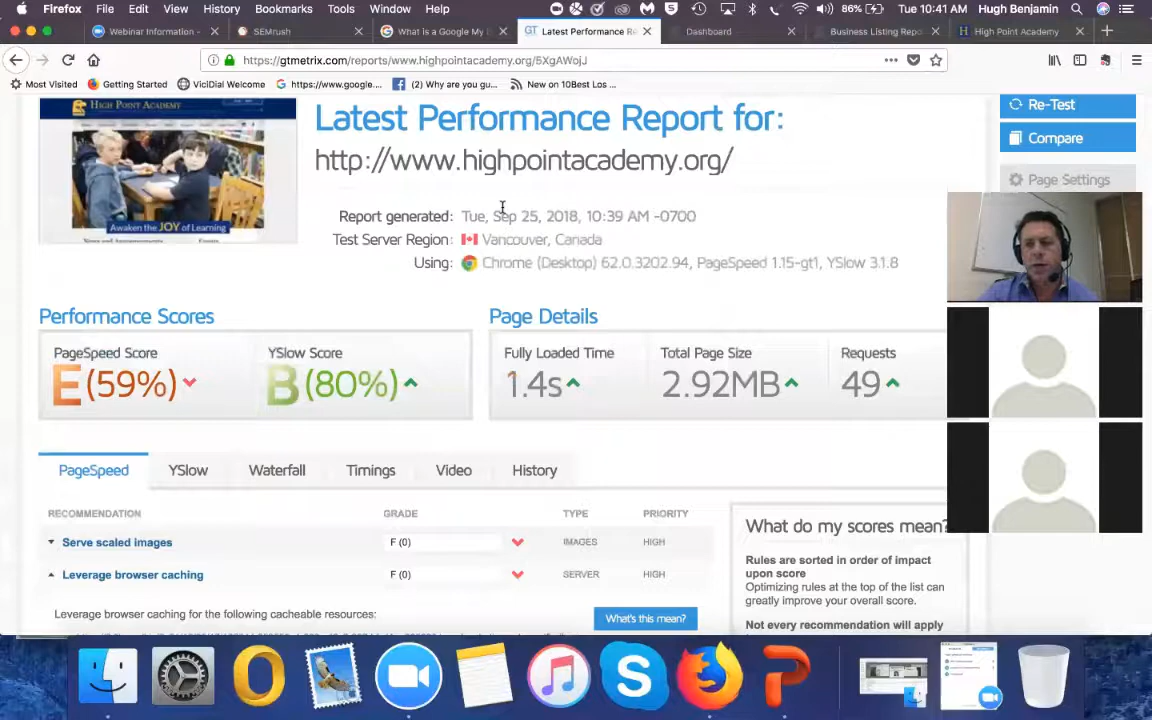 Firefox File Edit View History Bookmarks Tools Window Help 86% Tue 10:41 AM Hugh Benjamin
Webinar Information - SEMrush What is a Google My GT Latest Performance Re Dashboard Business Listing Repo High Point Academy
https://gtmetrix.com/reports/www.highpointacademy.org/5XgAWojJ
Most Visited Getting Started ViciDial Welcome https://www.google.... (2) Why are you gu... New on 10Best Los ...
HIGH POINT ACADEMY
Awaken the JOY of Learning
Latest Performance Report for:
http://www.highpointacademy.org/
Report generated: Tue, Sep 25, 2018, 10:39 AM -0700
Test Server Region: Vancouver, Canada
Using: Chrome (Desktop) 62.0.3202.94, PageSpeed 1.15-gt1, YSlow 3.1.8
Re-Test
Compare
Page Settings
Performance Scores
PageSpeed Score YSlow Score
E (59%) B (80%)
Page Details
Fully Loaded Time Total Page Size Requests
1.4s 2.92MB 49
PageSpeed YSlow Waterfall Timings Video History
RECOMMENDATION GRADE TYPE PRIORITY
Serve scaled images F (0) IMAGES HIGH
Leverage browser caching F (0) SERVER HIGH
Leverage browser caching for the following cacheable resources: What's this mean?
What do my scores mean?
Rules are sorted in order of impact
upon score
Optimizing rules at the top of the list can
greatly improve your overall score.
Not every recommendation will apply